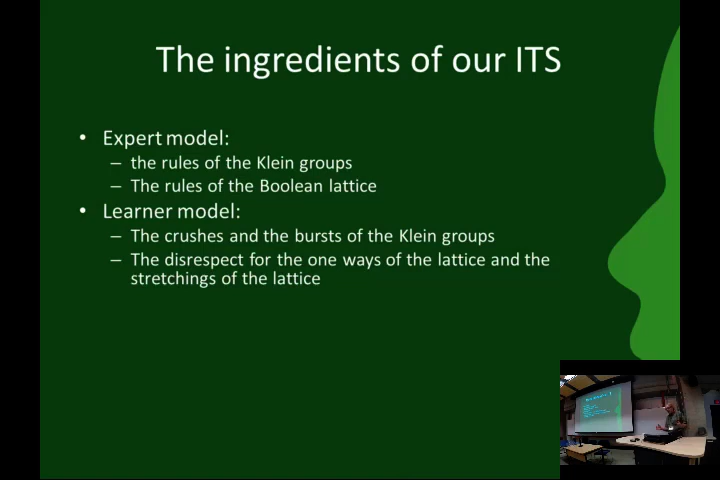 The ingredients of our ITS
• Expert model:
– the rules of the Klein groups
– The rules of the Boolean lattice
• Learner model:
– The crushes and the bursts of the Klein groups
– The disrespect for the one ways of the lattice and the
stretchings of the lattice